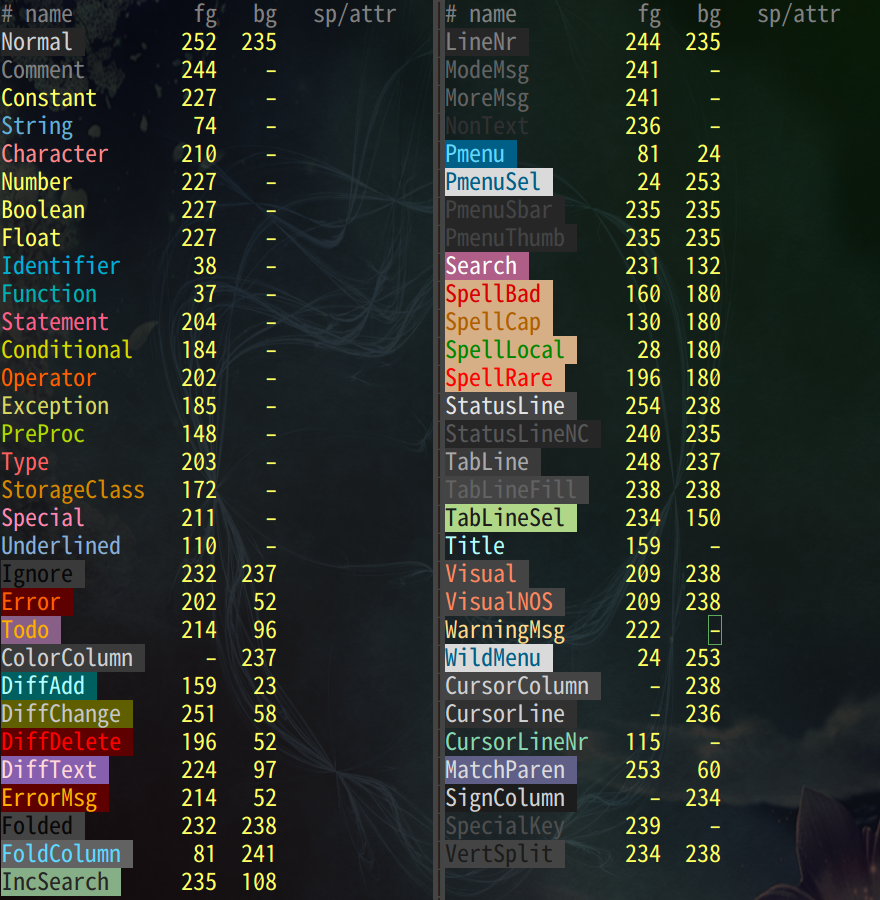 # name fg bg sp/attr
Normal 252 235
Comment 244 –
Constant 227 –
String 74 –
Character 210 –
Number 227 –
Boolean 227 –
Float 227 –
Identifier 38 –
Function 37 –
Statement 204 –
Conditional 184 –
Operator 202 –
Exception 185 –
PreProc 148 –
Type 203 –
StorageClass 172 –
Special 211 –
Underlined 110 –
Ignore 232 237
Error 202 52
Todo 214 96
ColorColumn – 237
DiffAdd 159 23
DiffChange 251 58
DiffDelete 196 52
DiffText 224 97
ErrorMsg 214 52
Folded 232 238
FoldColumn 81 241
IncSearch 235 108
# name fg bg sp/attr
LineNr 244 235
ModeMsg 241 –
MoreMsg 241 –
NonText 236 –
Pmenu 81 24
PmenuSel 24 253
PmenuSbar 235 235
PmenuThumb 235 235
Search 231 132
SpellBad 160 180
SpellCap 130 180
SpellLocal 28 180
SpellRare 196 180
StatusLine 254 238
StatusLineNC 240 235
TabLine 248 237
TabLineFill 238 238
TabLineSel 234 150
Title 159 –
Visual 209 238
VisualNOS 209 238
WarningMsg 222 –
WildMenu 24 253
CursorColumn – 238
CursorLine – 236
CursorLineNr 115 –
MatchParen 253 60
SignColumn – 234
SpecialKey 239 –
VertSplit 234 238